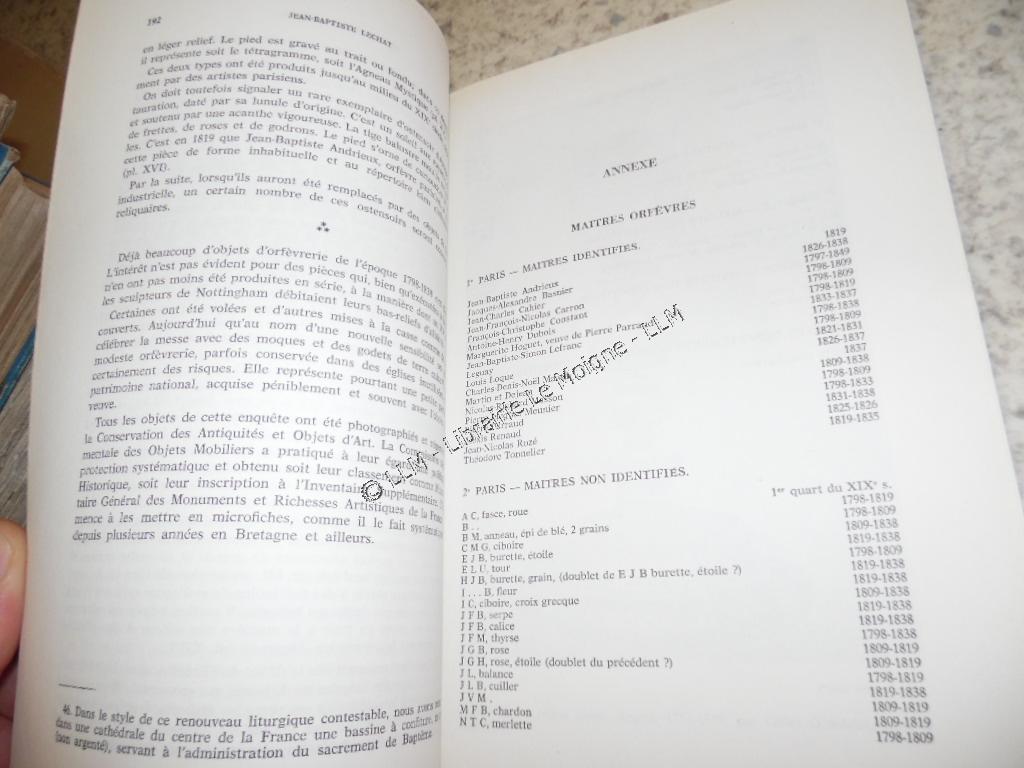 192
JEAN-BAPTISTE LECHAT
en léger relief. Le pied est gravé au trait ou fondu, dans
il représente soit le tétragramme, soit l'Agneau Mystique
Ces deux types ont été produits jusqu'au milieu du XIX
ment par des artistes parisiens.
On doit toutefois signaler un rare exemplaire d'ostensoir
tauration, daté par sa lunule d'origine. C'est un soleil aux
et soutenu par une acanthe vigoureuse. La tige balustre
de frettes, de roses et de godrons. Le pied s'orne de
les. C'est en 1819 que Jean-Baptiste Andrieux, orfèvre
cette pièce de forme inhabituelle et au répertoire
(pl. XVI).
Par la suite, lorsqu'ils auront été remplacés par des objets
industrielle, un certain nombre de ces ostensoirs seront
reliquaires.
Déjà beaucoup d'objets d'orfèvrerie de l'époque 1798-1838
L'intérêt n'est pas évident pour des pièces qui, bien
n'en ont pas moins été produites en série, à la manière dont
les sculpteurs de Nottingham débitaient leurs bas-reliefs
Certaines ont été volées et d'autres mises à la casse
couverts. Aujourd'hui qu'au nom d'une nouvelle sensibilité
célébrer la messe avec des moques et des godets de terre
modeste orfèvrerie, parfois conservée dans des églises
certainement des risques. Elle représente pourtant une petite
patrimoine national, acquise péniblement et souvent avec
veuve.
Tous les objets de cette enquête ont été photographiés et
la Conservation des Antiquités et Objets d'Art. La
mentale des Objets Mobiliers a pratiqué à leur égard
protection systématique et obtenu soit leur classement comme
Historique, soit leur inscription à l'Inventaire Supplémentaire
taire Général des Monuments et Richesses Artistiques de la
mence à les mettre en microfiches, comme il le fait
depuis plusieurs années en Bretagne et ailleurs.
46. Dans le style de ce renouveau liturgique contestable, nous avons
dans une cathédrale du centre de la France une bassine à confiture,
(non argenté), servant à l'administration du sacrement de Baptême
ANNEXE
MAITRES ORFÈVRES
1° PARIS — MAITRES IDENTIFIES.
Jean-Baptiste Andrieux 1819
Jacques-Alexandre Basnier 1826-1838
Jean-Charles Cahier 1797-1849
Jean-François-Nicolas Carron 1798-1809
François-Christophe Constant 1798-1809
Antoine-Henry Dubois 1798-1819
Marguerite Hoguet, veuve de Pierre Parraud 1833-1837
Jean-Baptiste-Simon Lefranc 1798-1838
Leguay 1798-1809
Louis Loque 1821-1831
Charles-Denis-Noël 1826-1837
Martin et Dejean 1837
Nicolas 1809-1838
Meunier 1798-1809
1798-1833
Renaud 1831-1838
Jean-Nicolas Rozé 1825-1826
Théodore Tonnelier 1819-1835
2° PARIS — MAITRES NON IDENTIFIÉS.
A C, fasce, roue 1er quart du XIXe s.
B . . 1798-1819
B M, anneau, épi de blé, 2 grains 1798-1809
C M G, ciboire 1809-1838
E J B, burette, étoile 1819-1838
E L U, tour 1798-1809
H J B, burette, grain, (doublet de E J B burette, étoile ?) 1819-1838
I . . . B, fleur 1819-1838
I C, ciboire, croix grecque 1809-1838
J F B, serpe 1819-1838
J F B, calice 1819-1838
J F M, thyrse 1798-1838
J G B, rose 1809-1819
J G H, rose, étoile (doublet du précédent ?) 1809-1819
J L, balance 1798-1819
J L B, cuiller 1819-1838
J V M, 1809-1819
M F B, chardon 1809-1819
N T C, merlette 1798-1809
© LLM - Librairie Le Moigne - LLM